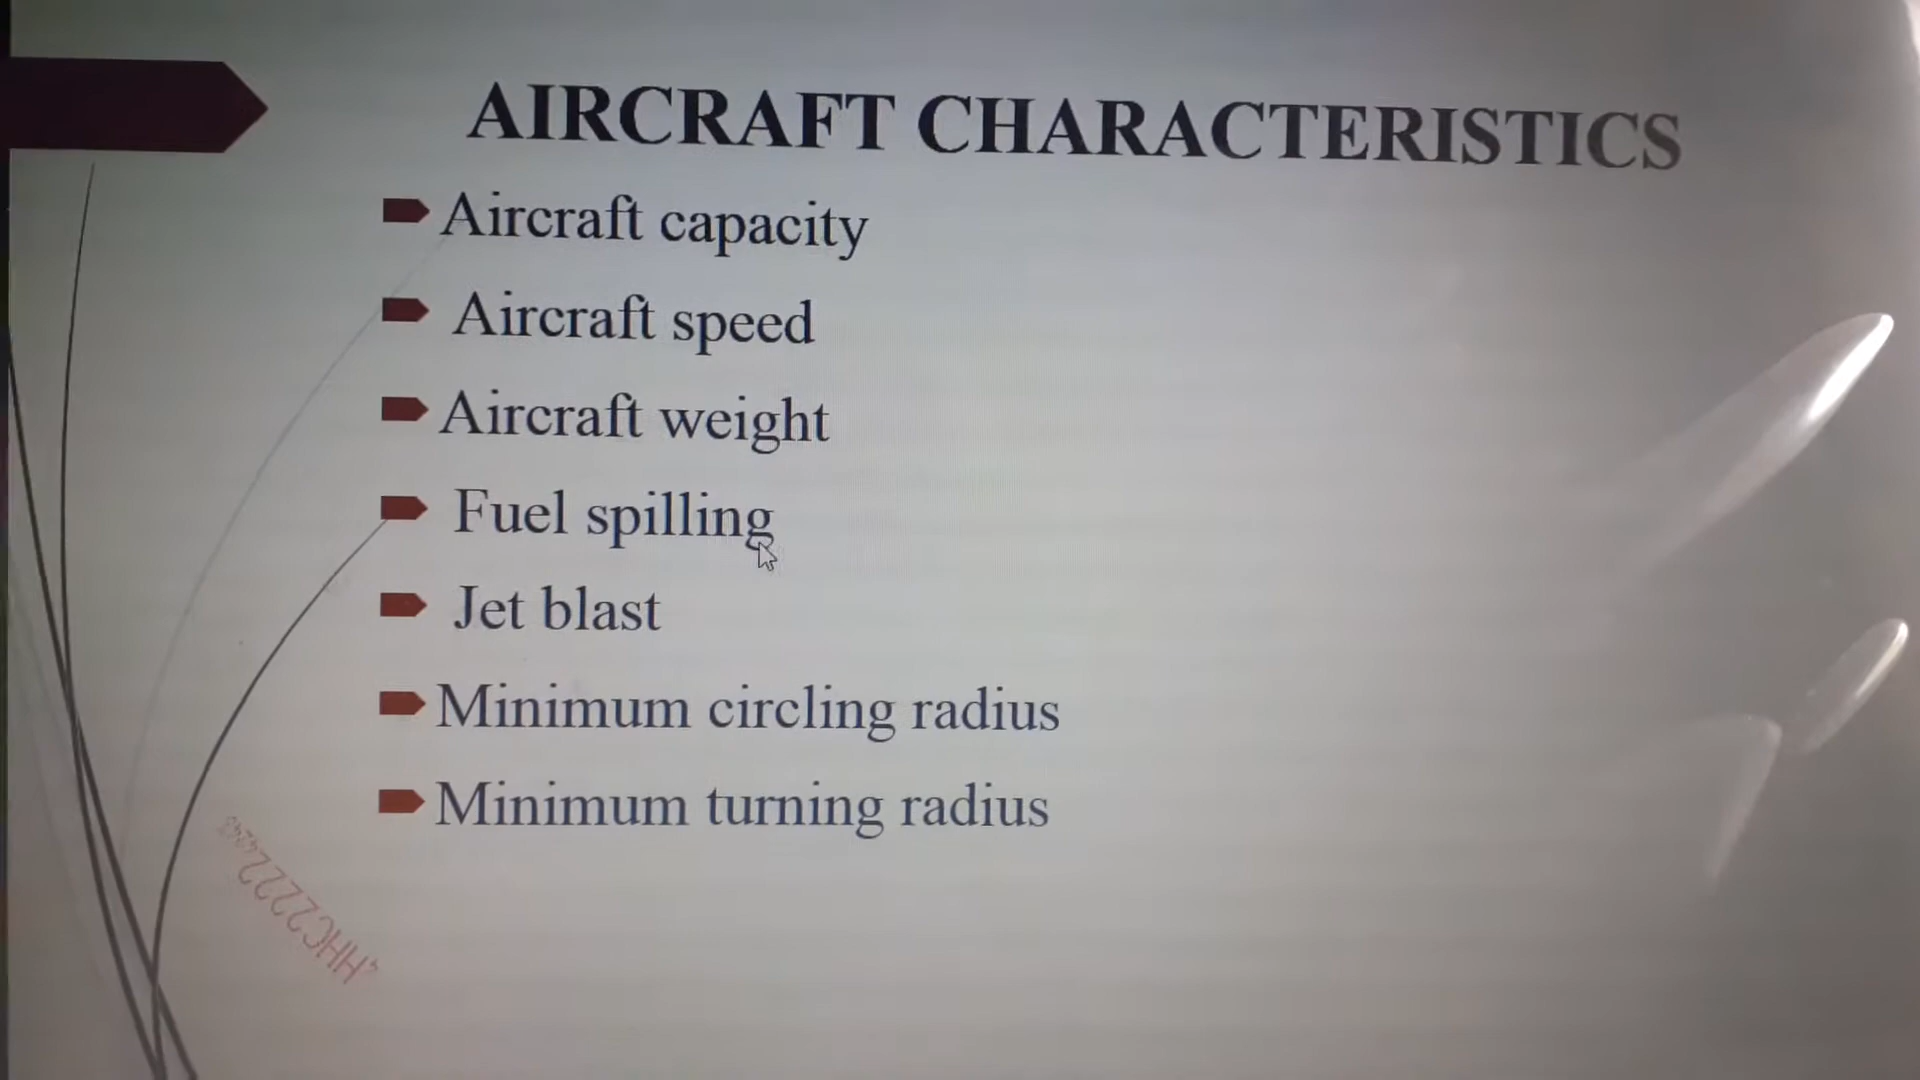 AIRCRAFT CHARACTERISTICS
Aircraft capacity
Aircraft speed
Aircraft weight
Fuel spilling
Jet blast
Minimum circling radius
Minimum turning radius